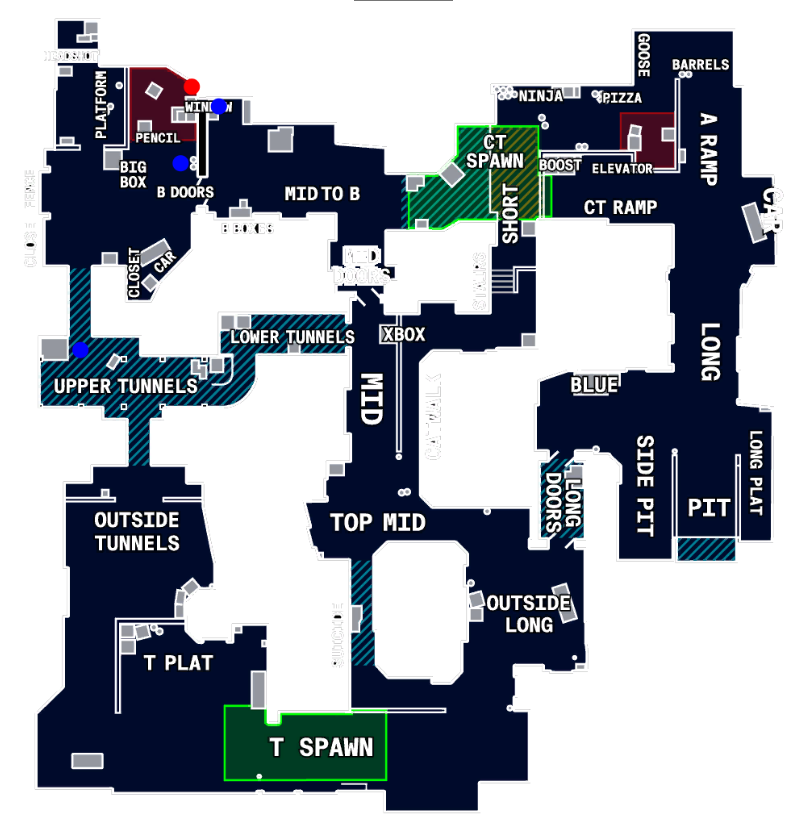 GOOSE
BARRELS
PLATFORM
NINJA
PIZZA
WINDOW
PENCIL
CT
SPAWN
BOOST
ELEVATOR
A RAMP
BIG
BOX
B DOORS
MID TO B
SHORT
CT RAMP
CAR
CLOSE
FENCE
CLOSET
CAR
DOORS
STAIRS
LOWER TUNNELS
XBOX
LONG
UPPER TUNNELS
MID
CATWALK
BLUE
LONG
DOORS
SIDE PIT
PIT
LONG PLAT
OUTSIDE
TUNNELS
TOP MID
OUTSIDE
LONG
SUICIDE
T PLAT
T SPAWN